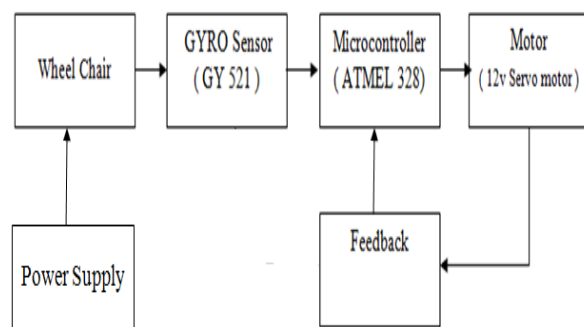 Wheel Chair
GYRO Sensor
( GY 521 )
Microcontroller
( ATMEL 328)
Motor
( 12v Servo motor )
Power Supply
Feedback